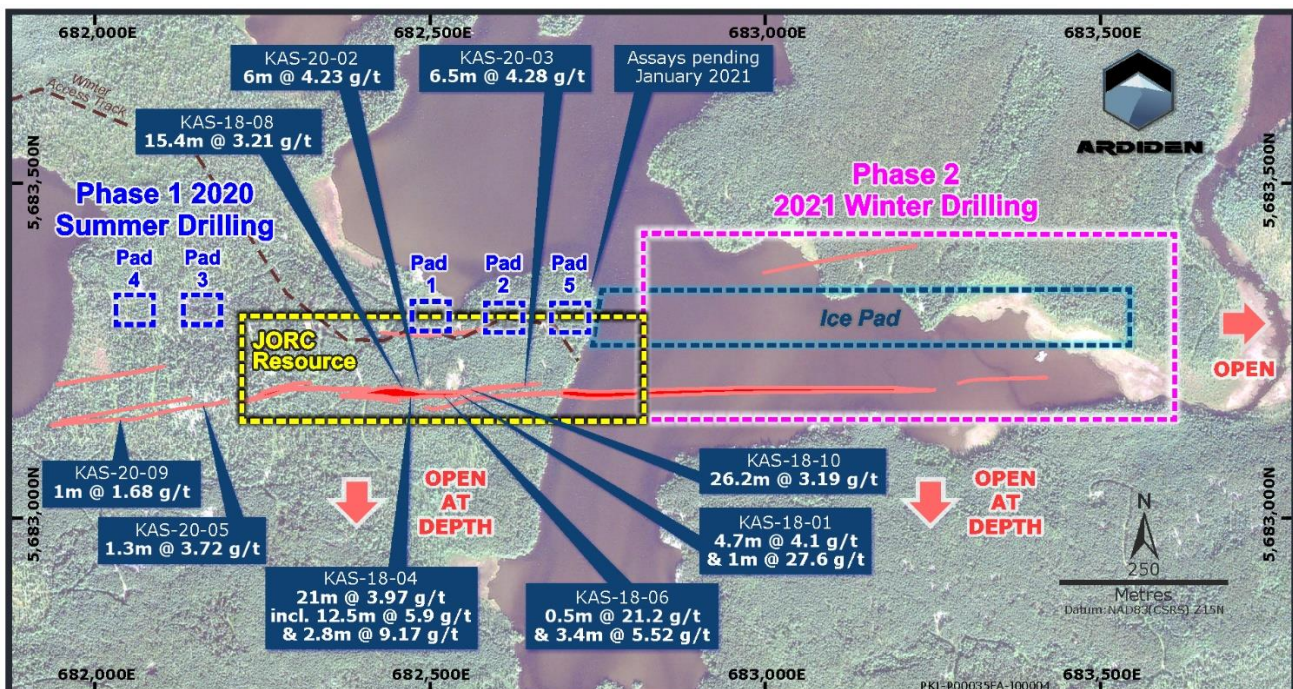 682,000E
682,500E
683,000E
683,500E
KAS-20-02
6m @ 4.23 g/t
KAS-20-03
6.5m @ 4.28 g/t
Assays pending
January 2021
Winter
Access Track
KAS-18-08
15.4m @ 3.21 g/t
ARDIDEN
5,683,500N
5,683,500N
Phase 1 2020
Summer Drilling
Phase 2
2021 Winter Drilling
Pad
4
Pad
3
Pad
1
Pad
2
Pad
5
Ice Pad
JORC
Resource
OPEN
KAS-20-09
1m @ 1.68 g/t
KAS-20-05
1.3m @ 3.72 g/t
OPEN
AT
DEPTH
KAS-18-10
26.2m @ 3.19 g/t
OPEN
AT
DEPTH
KAS-18-01
4.7m @ 4.1 g/t
& 1m @ 27.6 g/t
5,683,000N
5,683,000N
KAS-18-04
21m @ 3.97 g/t
incl. 12.5m @ 5.9 g/t
& 2.8m @ 9.17 g/t
KAS-18-06
0.5m @ 21.2 g/t
& 3.4m @ 5.52 g/t
N
250
Metres
Datum: NAD83(CSRS) Z15N
682,000E
682,500E
683,000E
683,500E